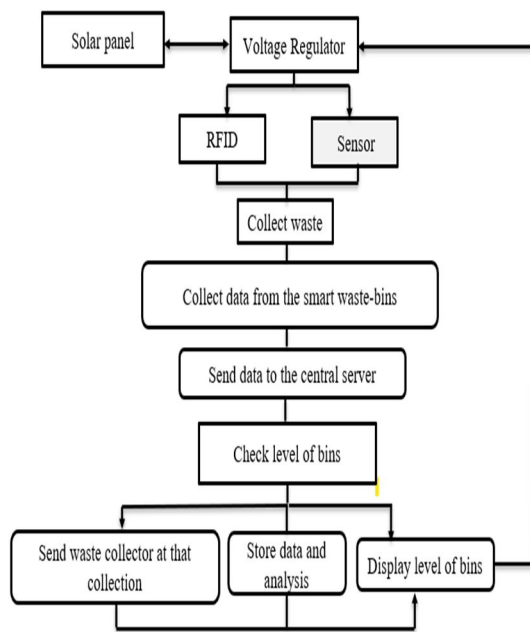 Solar panel
Voltage Regulator
RFID
Sensor
Collect waste
Collect data from the smart waste-bins
Send data to the central server
Check level of bins
Send waste collector at that
collection
Store data and
analysis
Display level of bins